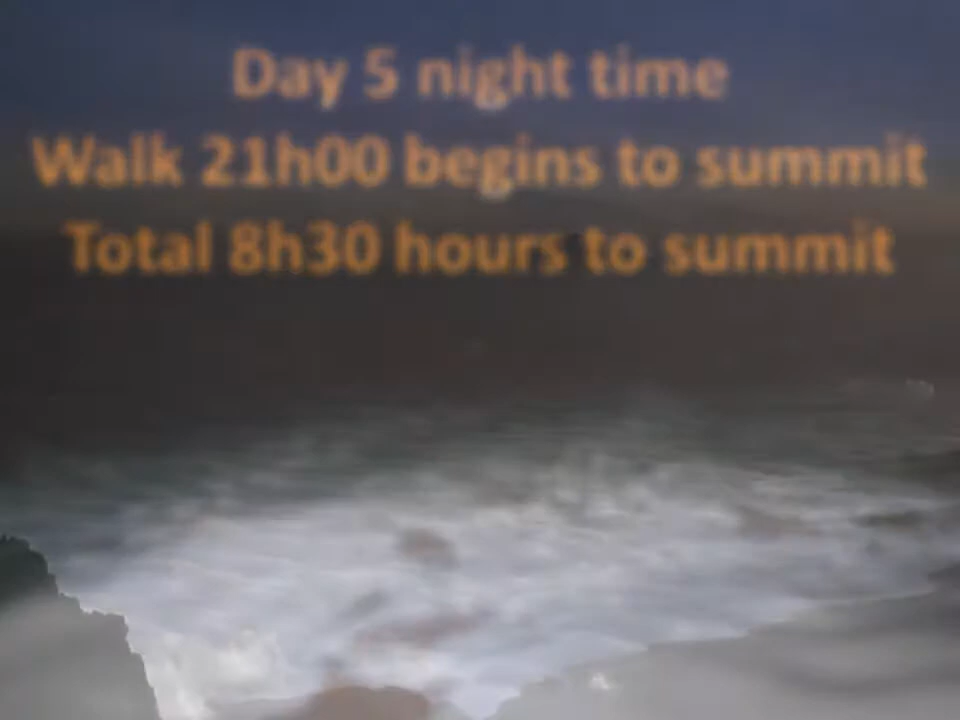 Day 5 night time
Walk 21h00 begins to summit
Total 8h30 hours to summit